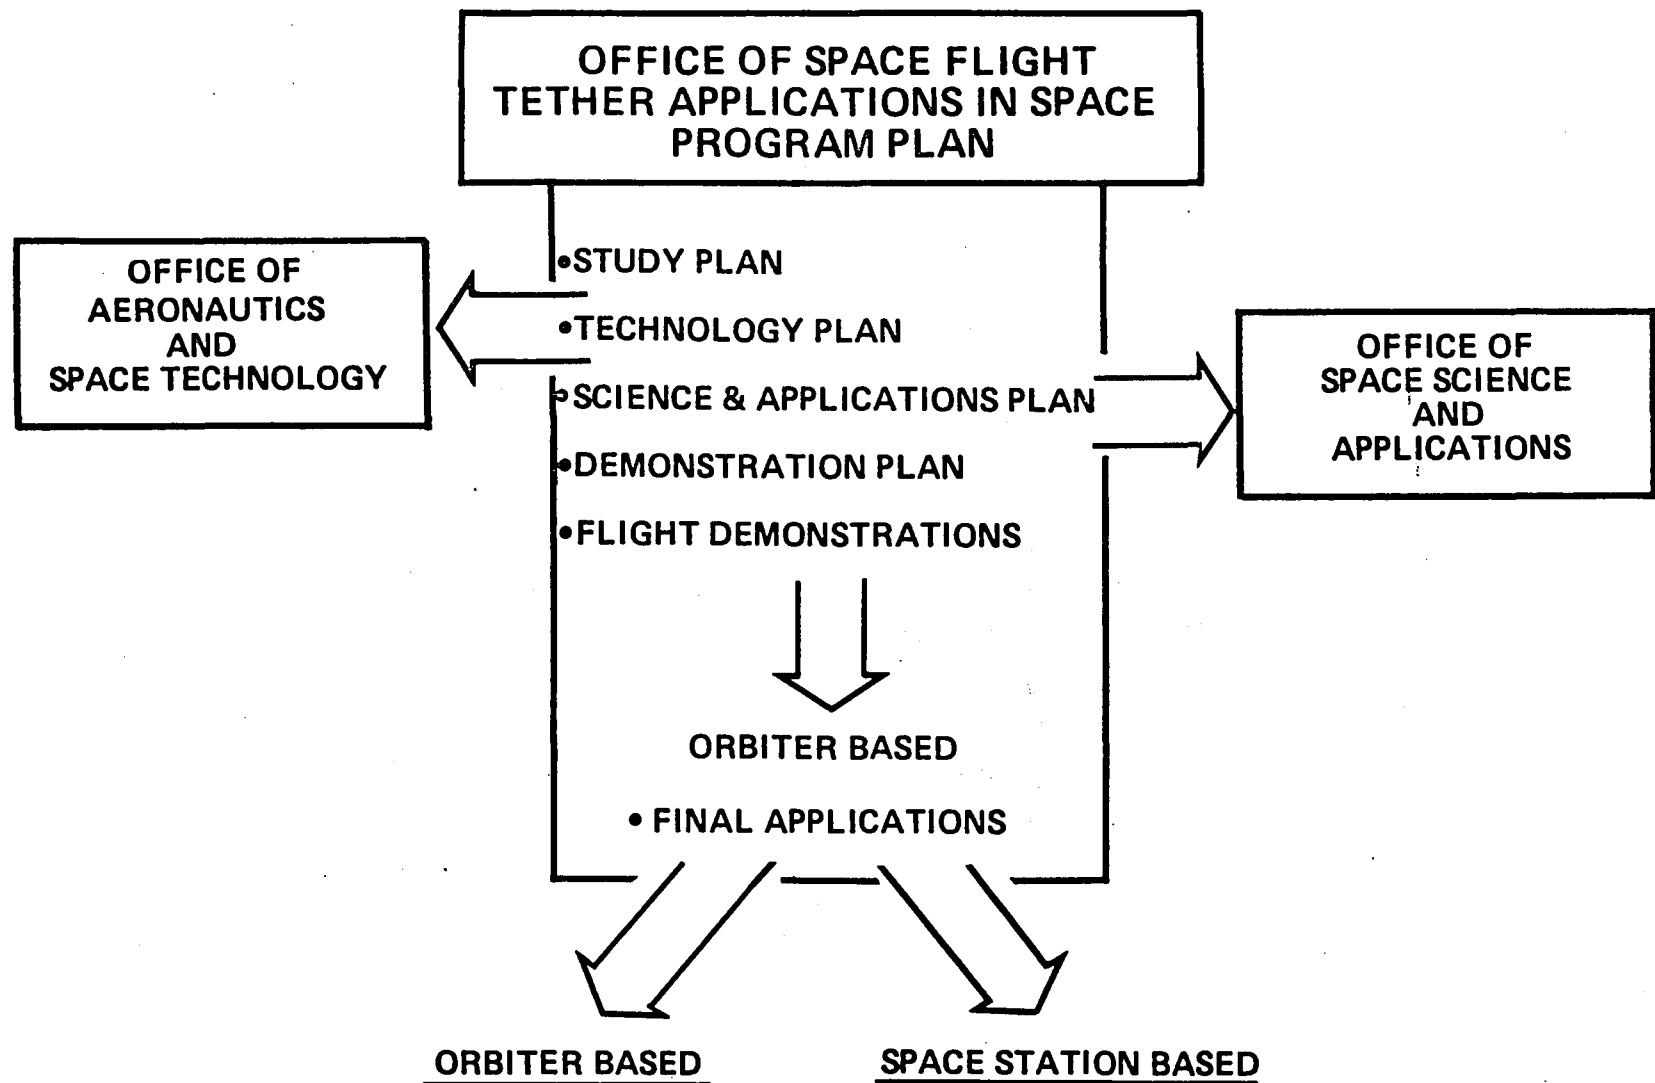 OFFICE OF SPACE FLIGHT
TETHER APPLICATIONS IN SPACE
PROGRAM PLAN
OFFICE OF
AERONAUTICS
AND
SPACE TECHNOLOGY
•STUDY PLAN
•TECHNOLOGY PLAN
•SCIENCE & APPLICATIONS PLAN
•DEMONSTRATION PLAN
•FLIGHT DEMONSTRATIONS
OFFICE OF
SPACE SCIENCE
AND
APPLICATIONS
ORBITER BASED
• FINAL APPLICATIONS
ORBITER BASED
SPACE STATION BASED